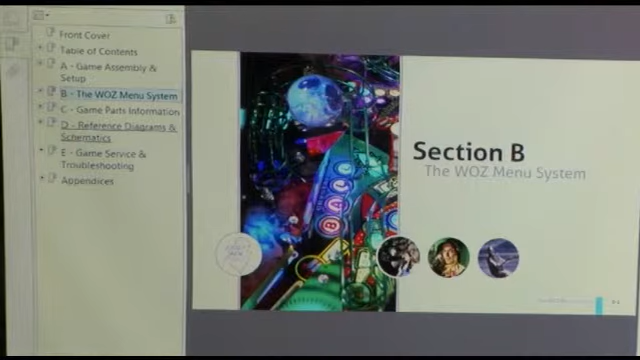 Front Cover
Table of Contents
A - Game Assembly &
Setup
B - The WOZ Menu System
C - Game Parts Information
D - Reference Diagrams &
Schematics
E - Game Service &
Troubleshooting
Appendices
Section B
The WOZ Menu System